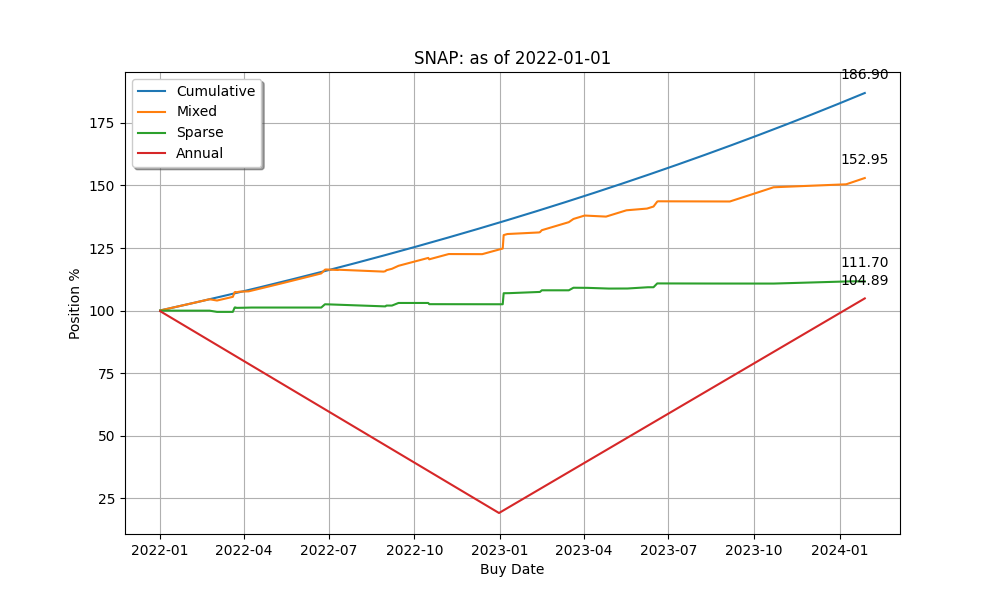 SNAP: as of 2022-01-01
186.90
Cumulative
Mixed
Sparse
Annual
152.95
111.70
104.89
175
150
125
100
75
50
25
Position %
2022-01 2022-04 2022-07 2022-10 2023-01 2023-04 2023-07 2023-10 2024-01
Buy Date